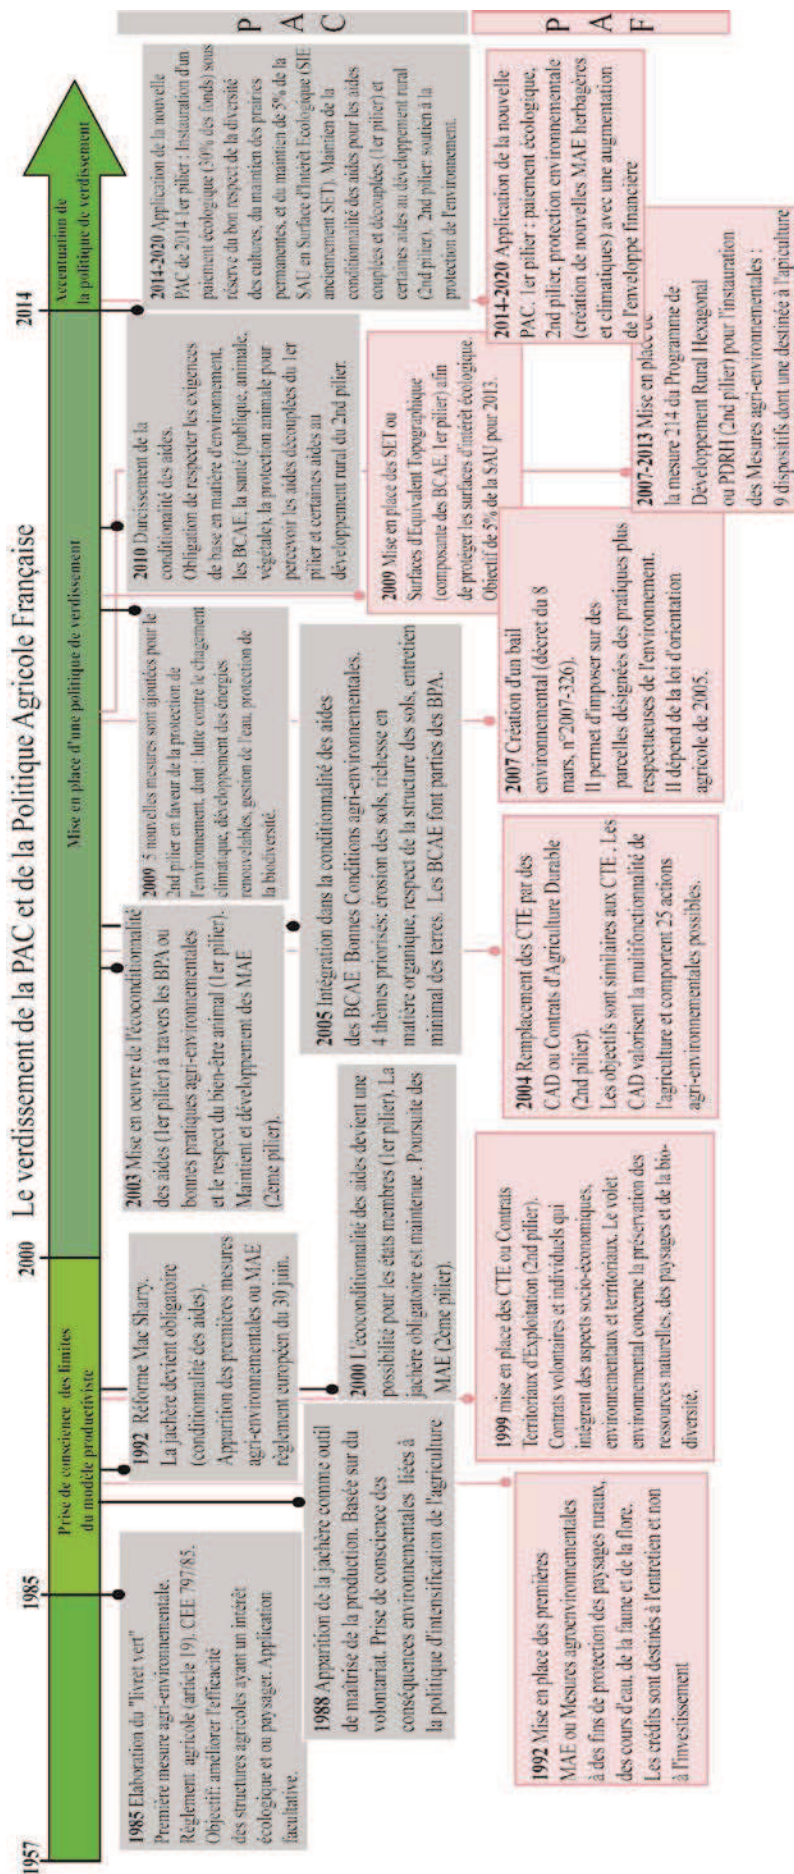 Le verdissement de la PAC et de la Politique Agricole Française
1957
1985
2000
2014
Prise de conscience des limites
du modèle productiviste
Mise en place d'une politique de verdissement
Accentuation de
la politique de verdissement
P
A
C
1985 Elaboration du "livret vert"
Première mesure agri-environnementale.
Règlement agricole (article 19). CEE 797/85.
Objectif: améliorer l'efficacité
des structures agricoles ayant un intérêt
écologique et ou paysager. Application
facultative.
1988 Apparition de la jachère comme outil
de maîtrise de la production. Basée sur du
volontariat. Prise de conscience des
conséquences environnementales liées à
la politique d'intensification de l'agriculture
1992 Réforme Mac Sharry.
La jachère devient obligatoire
(conditionnalité des aides).
Apparition des premières mesures
agri-environnementales ou MAE
règlement européen du 30 juin.
2000 L'écoconditionnalité des aides devient une
possibilité pour les états membres (1er pilier). La
jachère obligatoire est maintenue . Poursuite des
MAE (2eme pilier).
2003 Mise en oeuvre de l'écoconditionnalité
des aides (1er pilier) à travers les BPA ou
bonnes pratiques agri-environnementales
et le respect du bien-être animal (1er pilier).
Maintient et développement des MAE
(2eme pilier).
2005 Intégration dans la conditionnalité des aides
des BCAE Bonnes Conditions agri-environnementales.
4 thèmes priorisés; érosion des sols, richesse en
matière organique, respect de la structure des sols, entretien
minimal des terres. Les BCAE font parties des BPA.
2009 5 nouvelles mesures sont ajoutées pour le
2nd pilier en faveur de la protection de
l'environnement, dont : lutte contre le chagement
climatique, développement des énergies
renouvelables, gestion de l'eau, protection de
la biodiversité.
2010 Durcissement de la
conditionalité des aides.
Obligation de respecter les exigences
de base en matière d'environnement,
les BCAE, la santé (publique, animale,
végétale), la protection animale pour
percevoir les aides découplées du 1er
pilier et certaines aides au
développement rural du 2nd pilier.
2014-2020 Application de la nouvelle
PAC de 2014 1er pilier : Instauration d'un
paiement écologique (30% des fonds) sous
réserve du bon respect de la diversité
des cultures, du maintien des prairies
permanentes, et du maintien de 5% de la
SAU en Surface d'Intérêt Ecologique (SIE
anciennement SET). Maintien de la
conditionnalité des aides pour les aides
couplées et découplées (1er pilier) et
certaines aides au développement rural
(2nd pilier). 2nd pilier: soutien à la
protection de l'environnement.
P
A
F
1992 Mise en place des premières
MAE ou Mesures agroenvironnementales
à des fins de protection des paysages ruraux,
des cours d'eau, de la faune et de la flore.
Les crédits sont destinés à l'entretien et non
à l'investissement
1999 mise en place des CTE ou Contrats
Territoriaux d'Exploitation (2nd pilier).
Contrats volontaires et individuels qui
intégrent des aspects socio-économiques,
environnementaux et territoriaux. Le volet
environmental concerne la préservation des
ressources naturelles, des paysages et de la bio-
diversité.
2004 Remplacement des CTE par des
CAD ou Contrats d'Agriculture Durable
(2nd pilier).
Les objectifs sont similaires aux CTE . Les
CAD valorisent la multifonctionnalité de
l'agriculture et comportent 25 actions
agri-environnementales possibles.
2007 Création d'un bail
environmental (décret du 8
mars, n°2007-326).
Il permet d'imposer sur des
parcelles désignées des pratiques plus
respectueuses de l'environnement.
Il dépend de la loi d'orientation
agricole de 2005.
2009 Mise en place des SET ou
Surfaces d'Equivalent Topographique
(composante des BCAE, 1er pilier) afin
de protéger les surfaces d'intérêt écologique.
Objectif de 5% de la SAU pour 2013.
2007-2013 Mise en place de
la mesure 214 du Programme de
Développement Rural Hexagonal
ou PDRH (2nd pilier) pour l'instauration
des Mesures agri-environnementales :
9 dispositifs dont une destinée à l'apiculture
2014-2020 Application de la nouvelle
PAC. 1er pilier : paiement écologique,
2nd pilier, protection environnementale
(création de nouvelles MAE herbagères
et climatiques) avec une augmentation
de l'enveloppe financière